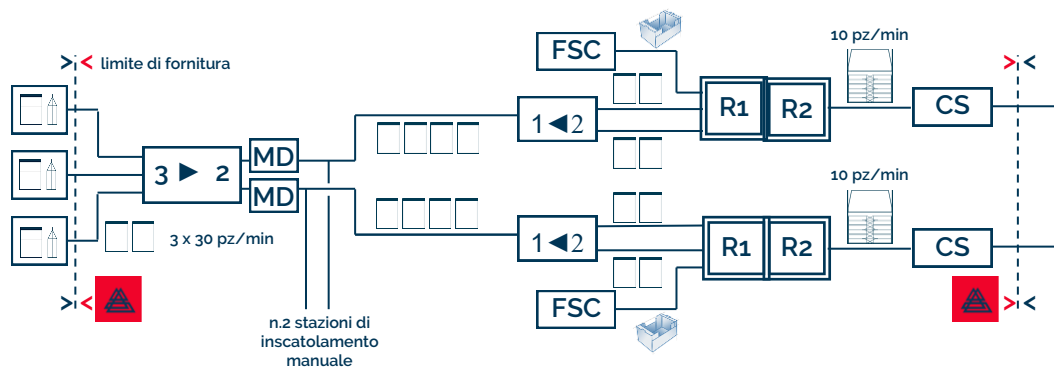 10 pz/min
FSC
> < limite di fornitura
> <
R1 R2
CS
1 ◄ 2
MD
3 ► 2
MD
10 pz/min
3 x 30 pz/min
1 ◄ 2
R1 R2
CS
> <
> <
FSC
n.2 stazioni di
inscatolamento
manuale